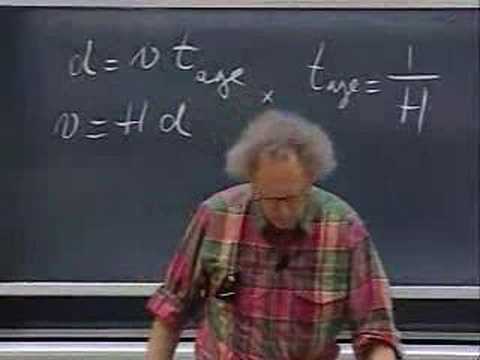 d = v t_age
v = H d
×
t_age = 1/H